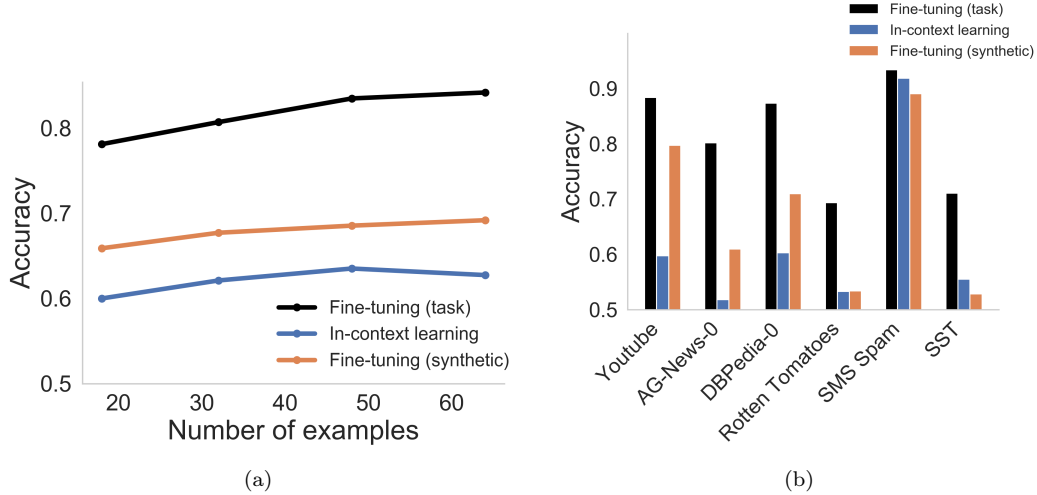 0.8
0.7
0.6
0.5
Accuracy
Fine-tuning (task)
In-context learning
Fine-tuning (synthetic)
20 30 40 50 60
Number of examples
(a)
Fine-tuning (task)
In-context learning
Fine-tuning (synthetic)
0.9
0.8
0.7
0.6
0.5
Accuracy
Youtube
AG-News-0
DBPedia-0
Rotten Tomatoes
SMS Spam
SST
(b)